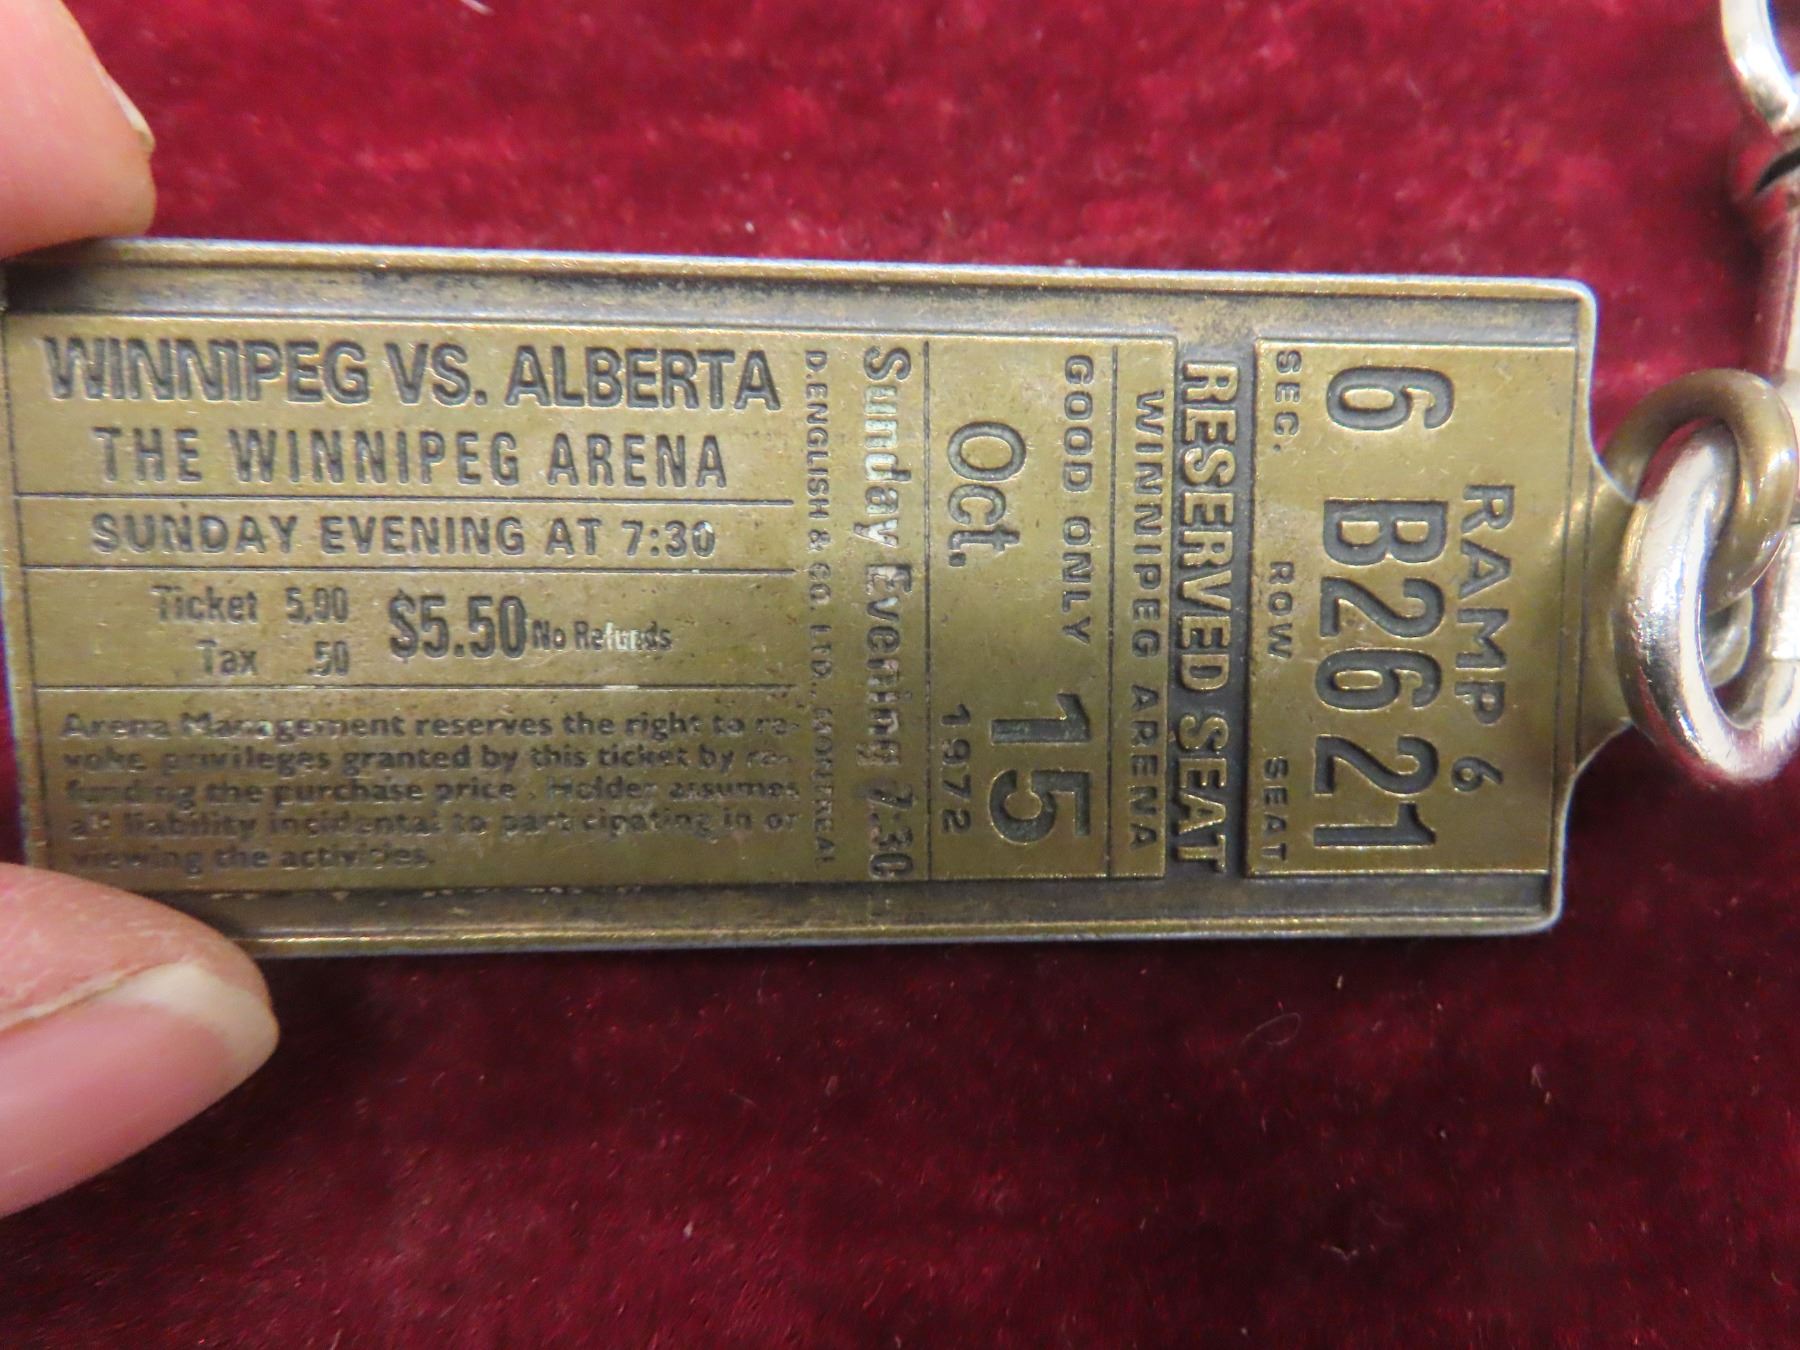 WINNIPEG VS. ALBERTA
THE WINNIPEG ARENA
SUNDAY EVENING AT 7:30
Ticket 5.00
Tax .50
$5.50 No Refunds
Arena Management reserves the right to re-
voke privileges granted by this ticket by re-
funding the purchase price. Holder assumes
all liability incidental to participating in or
viewing the activities.
D. ENGLISH & CO. LTD., MONTREAL
Sunday Evening 7.30
Oct. 15
1972
GOOD ONLY
WINNIPEG ARENA
RESERVED SEAT
SEC. ROW SEAT
6 B26 21
RAMP 6